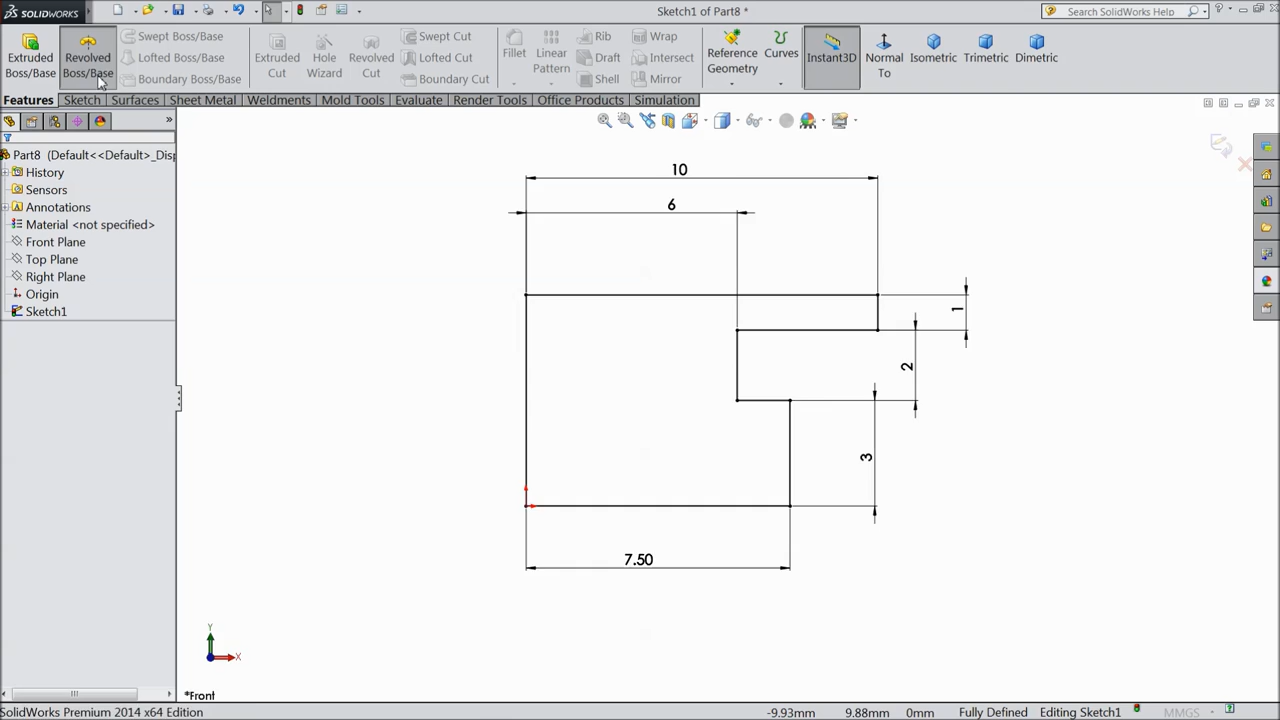 SOLIDWORKS
Sketch1 of Part8 *
Search SolidWorks Help
Extruded Boss/Base
Revolved Boss/Base
Swept Boss/Base
Lofted Boss/Base
Boundary Boss/Base
Extruded Cut
Hole Wizard
Revolved Cut
Swept Cut
Lofted Cut
Boundary Cut
Fillet
Linear Pattern
Rib
Draft
Shell
Wrap
Intersect
Mirror
Reference Geometry
Curves
Instant3D
Normal To
Isometric
Trimetric
Dimetric
Features
Sketch
Surfaces
Sheet Metal
Weldments
Mold Tools
Evaluate
Render Tools
Office Products
Simulation
Part8 (Default<<Default>_Disp
History
Sensors
Annotations
Material <not specified>
Front Plane
Top Plane
Right Plane
Origin
Sketch1
10
6
1
2
3
7.50
Y
X
*Front
SolidWorks Premium 2014 x64 Edition
-9.93mm
9.88mm
0mm
Fully Defined
Editing Sketch1
MMGS